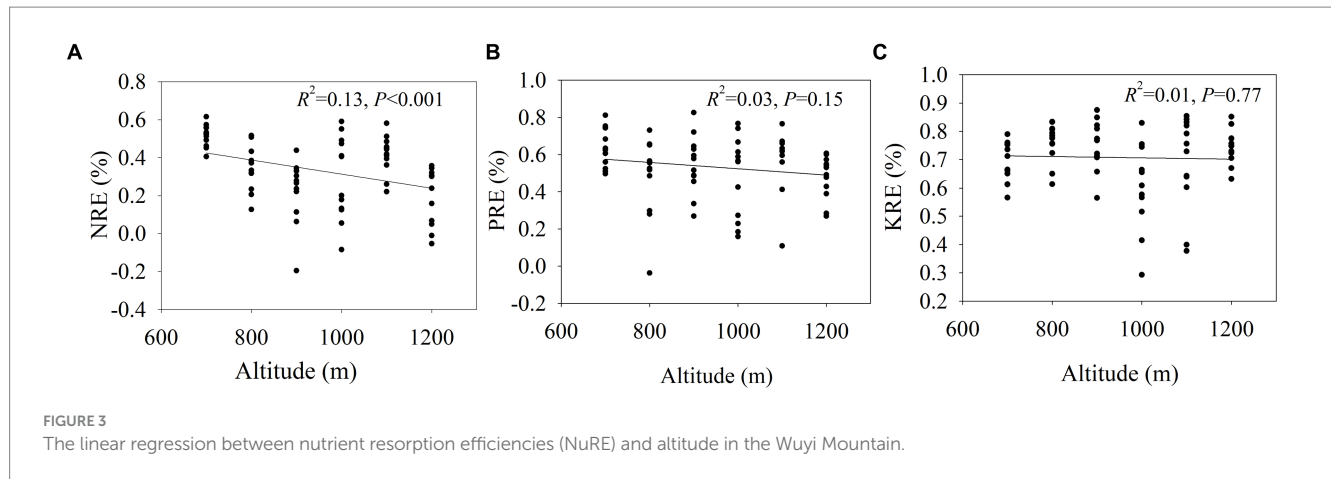 A
B
C
R²=0.13, P<0.001
R²=0.03, P=0.15
R²=0.01, P=0.77
NRE (%)
0.8
0.6
0.4
0.2
0.0
-0.2
-0.4
600 800 1000 1200
Altitude (m)
PRE (%)
1.0
0.8
0.6
0.4
0.2
0.0
-0.2
600 800 1000 1200
Altitude (m)
KRE (%)
1.0
0.9
0.8
0.7
0.6
0.5
0.4
0.3
0.2
600 800 1000 1200
Altitude (m)
FIGURE 3
The linear regression between nutrient resorption efficiencies (NuRE) and altitude in the Wuyi Mountain.